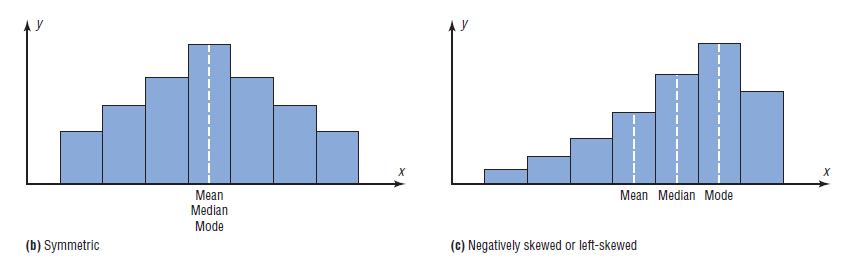 y
x
Mean
Median
Mode
(b) Symmetric
y
x
Mean Median Mode
(c) Negatively skewed or left-skewed